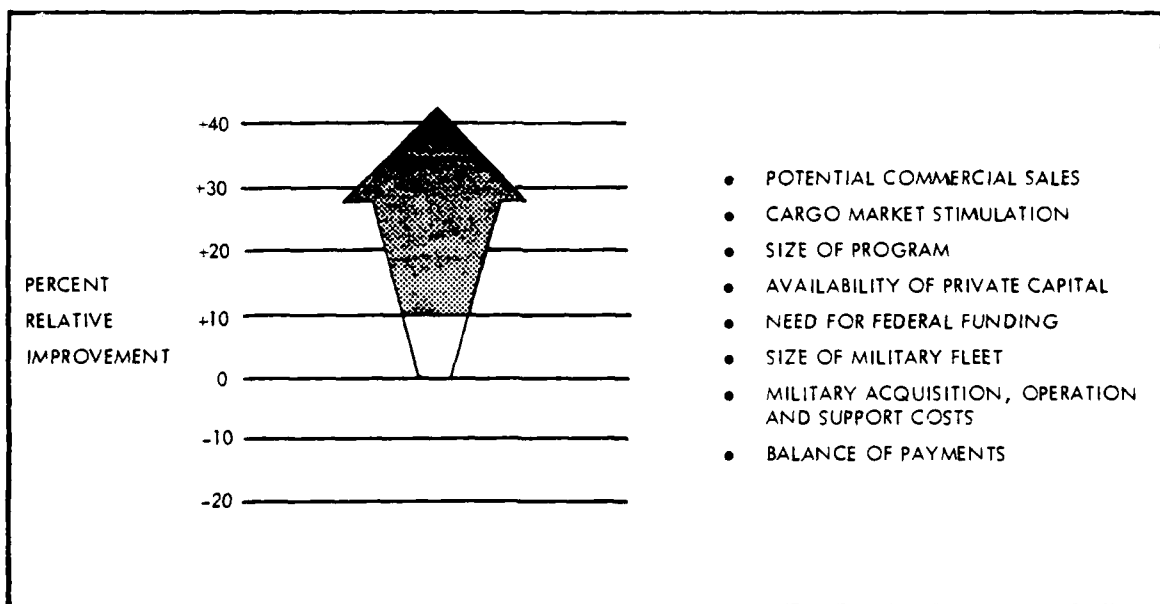 +40
+30
+20
+10
0
-10
-20
PERCENT
RELATIVE
IMPROVEMENT
• POTENTIAL COMMERCIAL SALES
• CARGO MARKET STIMULATION
• SIZE OF PROGRAM
• AVAILABILITY OF PRIVATE CAPITAL
• NEED FOR FEDERAL FUNDING
• SIZE OF MILITARY FLEET
• MILITARY ACQUISITION, OPERATION
AND SUPPORT COSTS
• BALANCE OF PAYMENTS